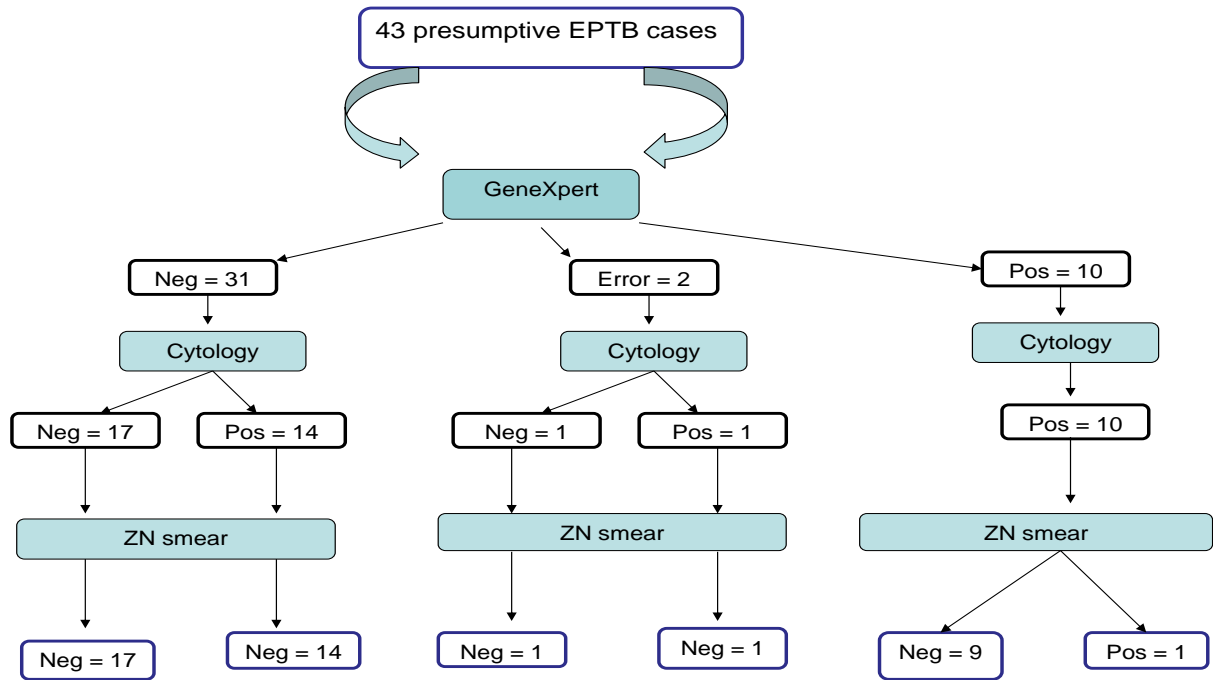 43 presumptive EPTB cases
GeneXpert
Neg = 31
Error = 2
Pos = 10
Cytology
Cytology
Cytology
Neg = 17
Pos = 14
Neg = 1
Pos = 1
Pos = 10
ZN smear
ZN smear
ZN smear
Neg = 17
Neg = 14
Neg = 1
Neg = 1
Neg = 9
Pos = 1